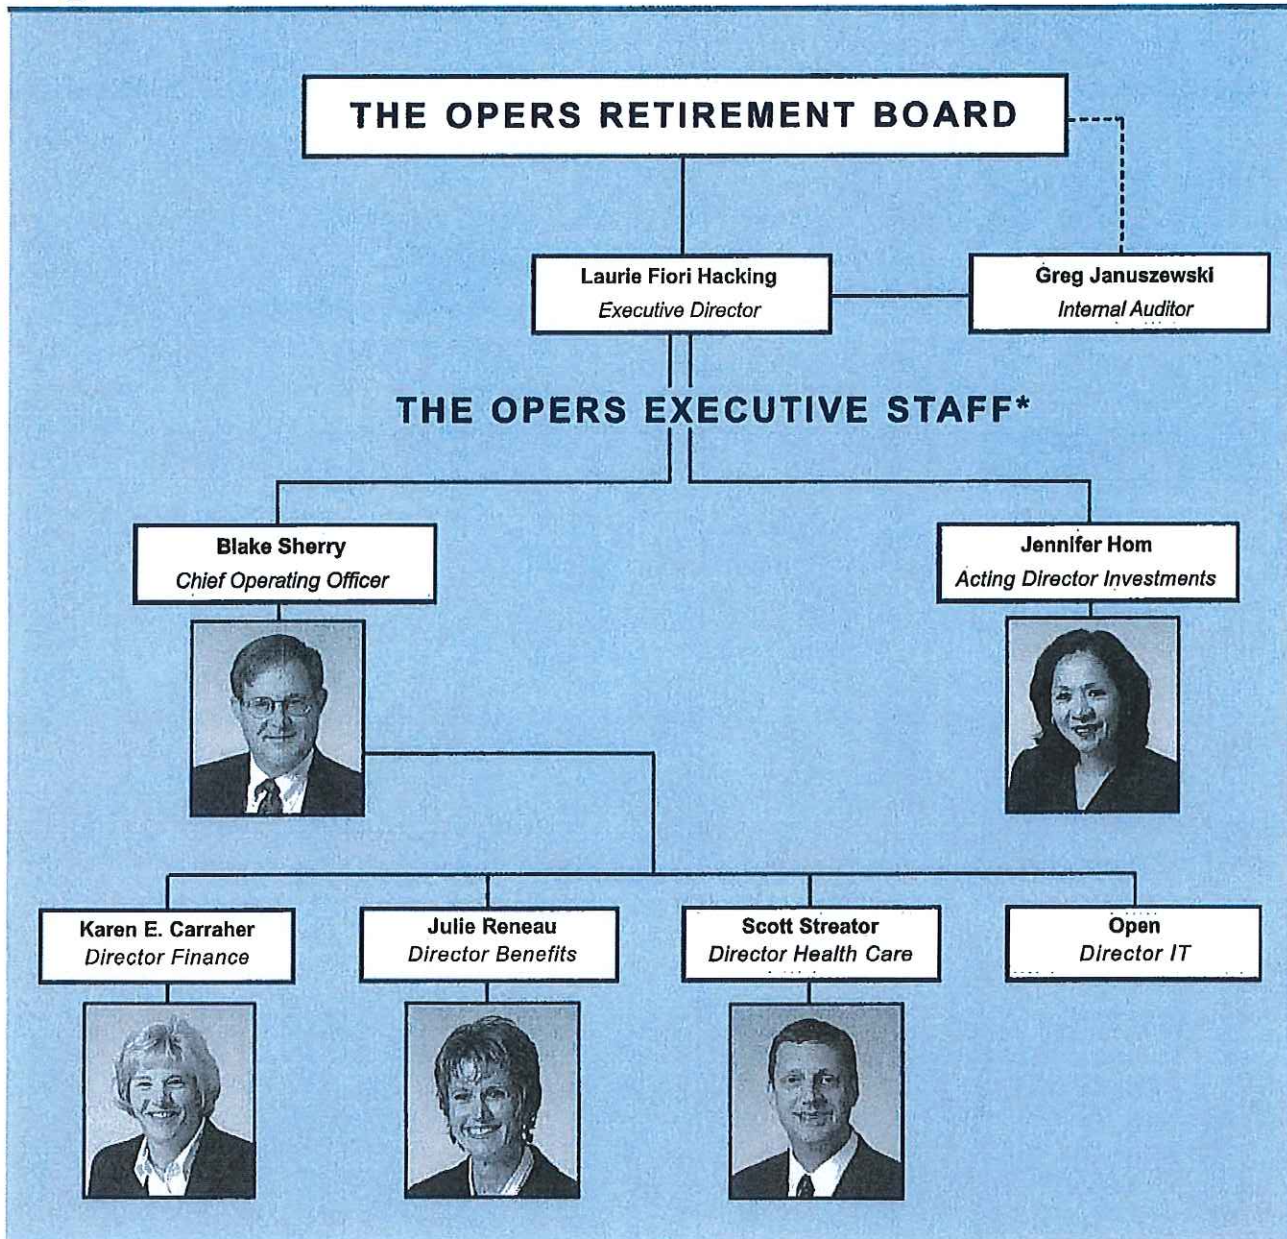 THE OPERS RETIREMENT BOARD
Laurie Fiori Hacking
Executive Director
Greg Januszewski
Internal Auditor
THE OPERS EXECUTIVE STAFF*
Blake Sherry
Chief Operating Officer
Jennifer Hom
Acting Director Investments
Karen E. Carraher
Director Finance
Julie Reneau
Director Benefits
Scott Streator
Director Health Care
Open
Director IT